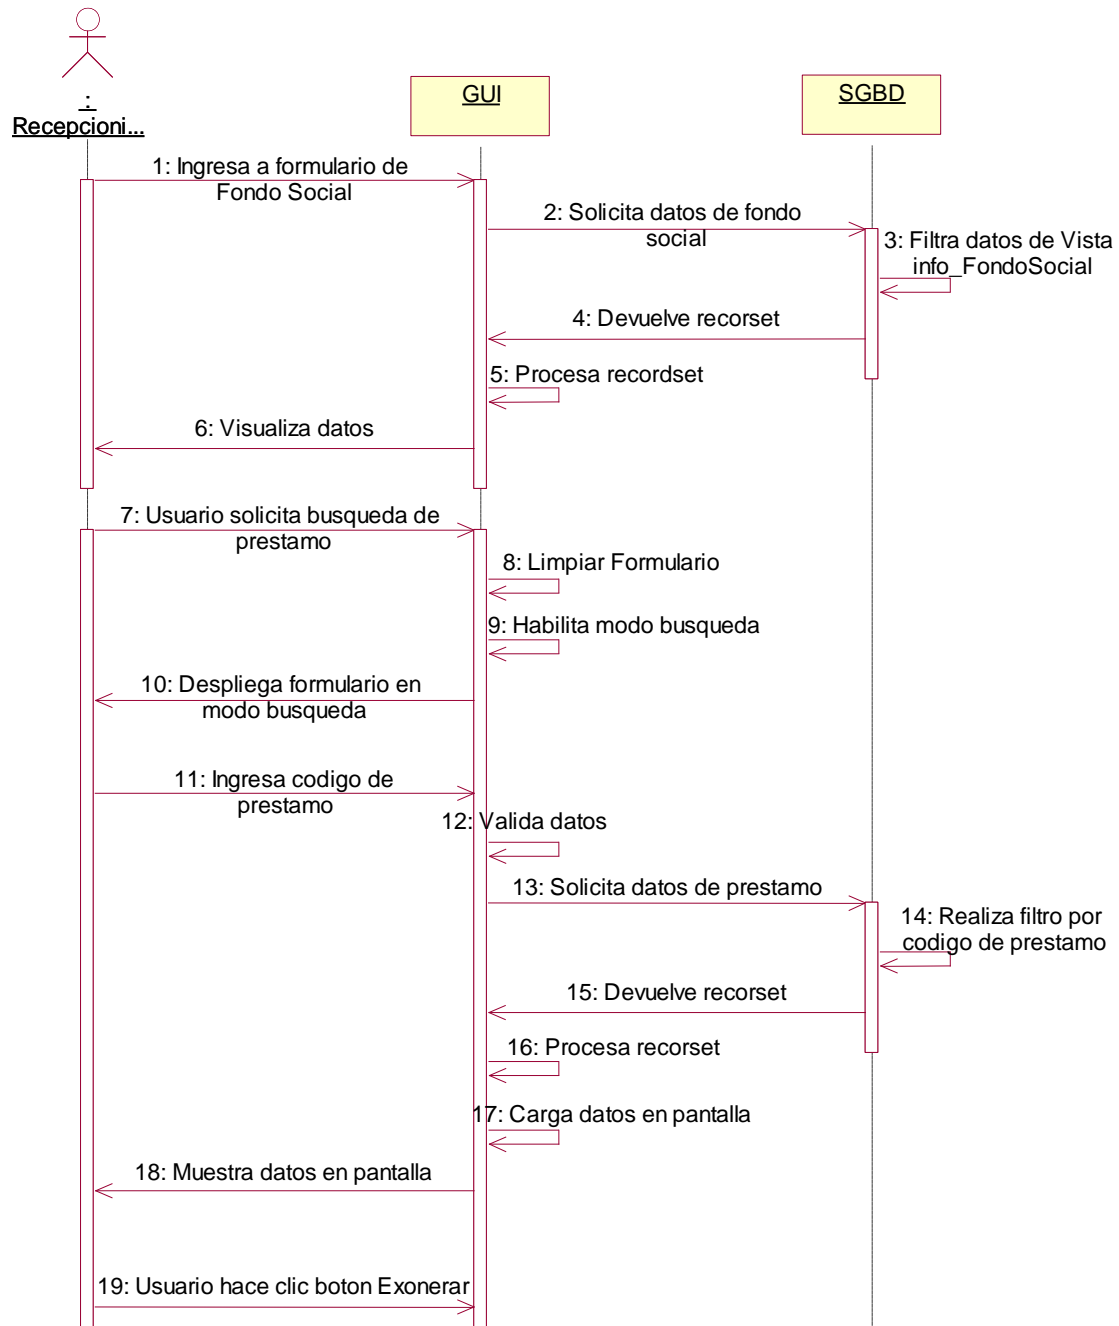 :
Recepcioni...
GUI
SGBD
1: Ingresa a formulario de
Fondo Social
2: Solicita datos de fondo
social
3: Filtra datos de Vista
info_FondoSocial
4: Devuelve recorset
5: Procesa recordset
6: Visualiza datos
7: Usuario solicita busqueda de
prestamo
8: Limpiar Formulario
9: Habilita modo busqueda
10: Despliega formulario en
modo busqueda
11: Ingresa codigo de
prestamo
12: Valida datos
13: Solicita datos de prestamo
14: Realiza filtro por
codigo de prestamo
15: Devuelve recorset
16: Procesa recorset
17: Carga datos en pantalla
18: Muestra datos en pantalla
19: Usuario hace clic boton Exonerar